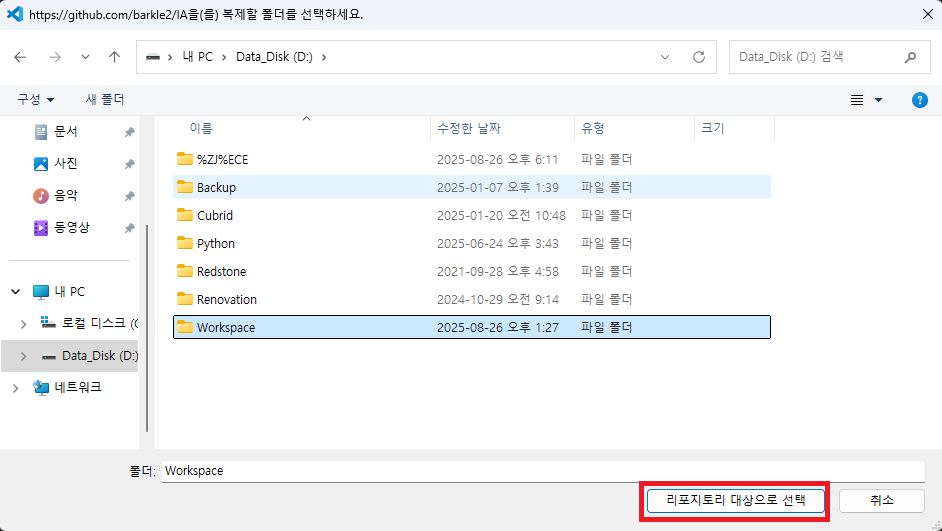 https://github.com/barkle2/IA을(를) 복제할 폴더를 선택하세요.
내 PC > Data_Disk (D:) >
Data_Disk (D:) 검색
구성 새 폴더
이름 수정한 날짜 유형 크기
문서
사진
음악
동영상
내 PC
로컬 디스크 (C
Data_Disk (D:)
네트워크
%ZJ%ECE 2025-08-26 오후 6:11 파일 폴더
Backup 2025-01-07 오후 1:39 파일 폴더
Cubrid 2025-01-20 오전 10:48 파일 폴더
Python 2025-06-24 오후 3:43 파일 폴더
Redstone 2021-09-28 오후 4:58 파일 폴더
Renovation 2024-10-29 오전 9:14 파일 폴더
Workspace 2025-08-26 오후 1:27 파일 폴더
폴더: Workspace
리포지토리 대상으로 선택 취소